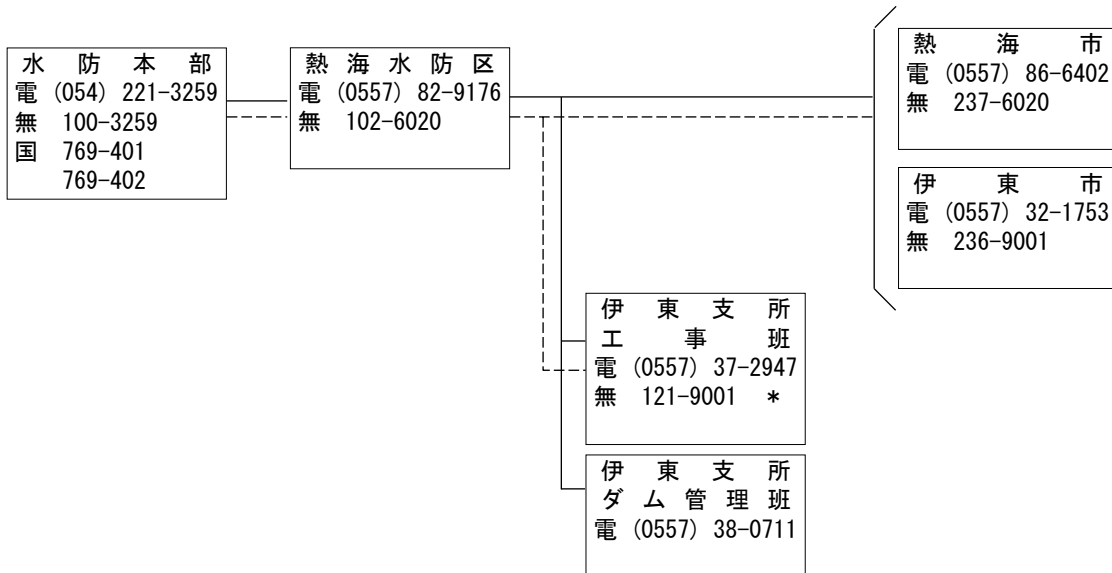 水防本部
電 (054) 221-3259
無 100-3259
国 769-401
769-402
熱海水防区
電 (0557) 82-9176
無 102-6020
熱海市
電 (0557) 86-6402
無 237-6020
伊東市
電 (0557) 32-1753
無 236-9001
伊東支所
工事班
電 (0557) 37-2947
無 121-9001 *
伊東支所
ダム管理班
電 (0557) 38-0711